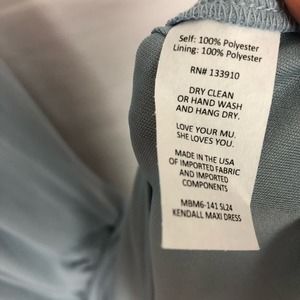 Self: 100% Polyester
Lining: 100% Polyester
RN# 133910
DRY CLEAN
OR HAND WASH
AND HANG DRY.
LOVE YOUR MU.
SHE LOVES YOU.
MADE IN THE USA
OF IMPORTED FABRIC
AND IMPORTED
COMPONENTS
MBM6-141 SL24
KENDALL MAXI DRESS